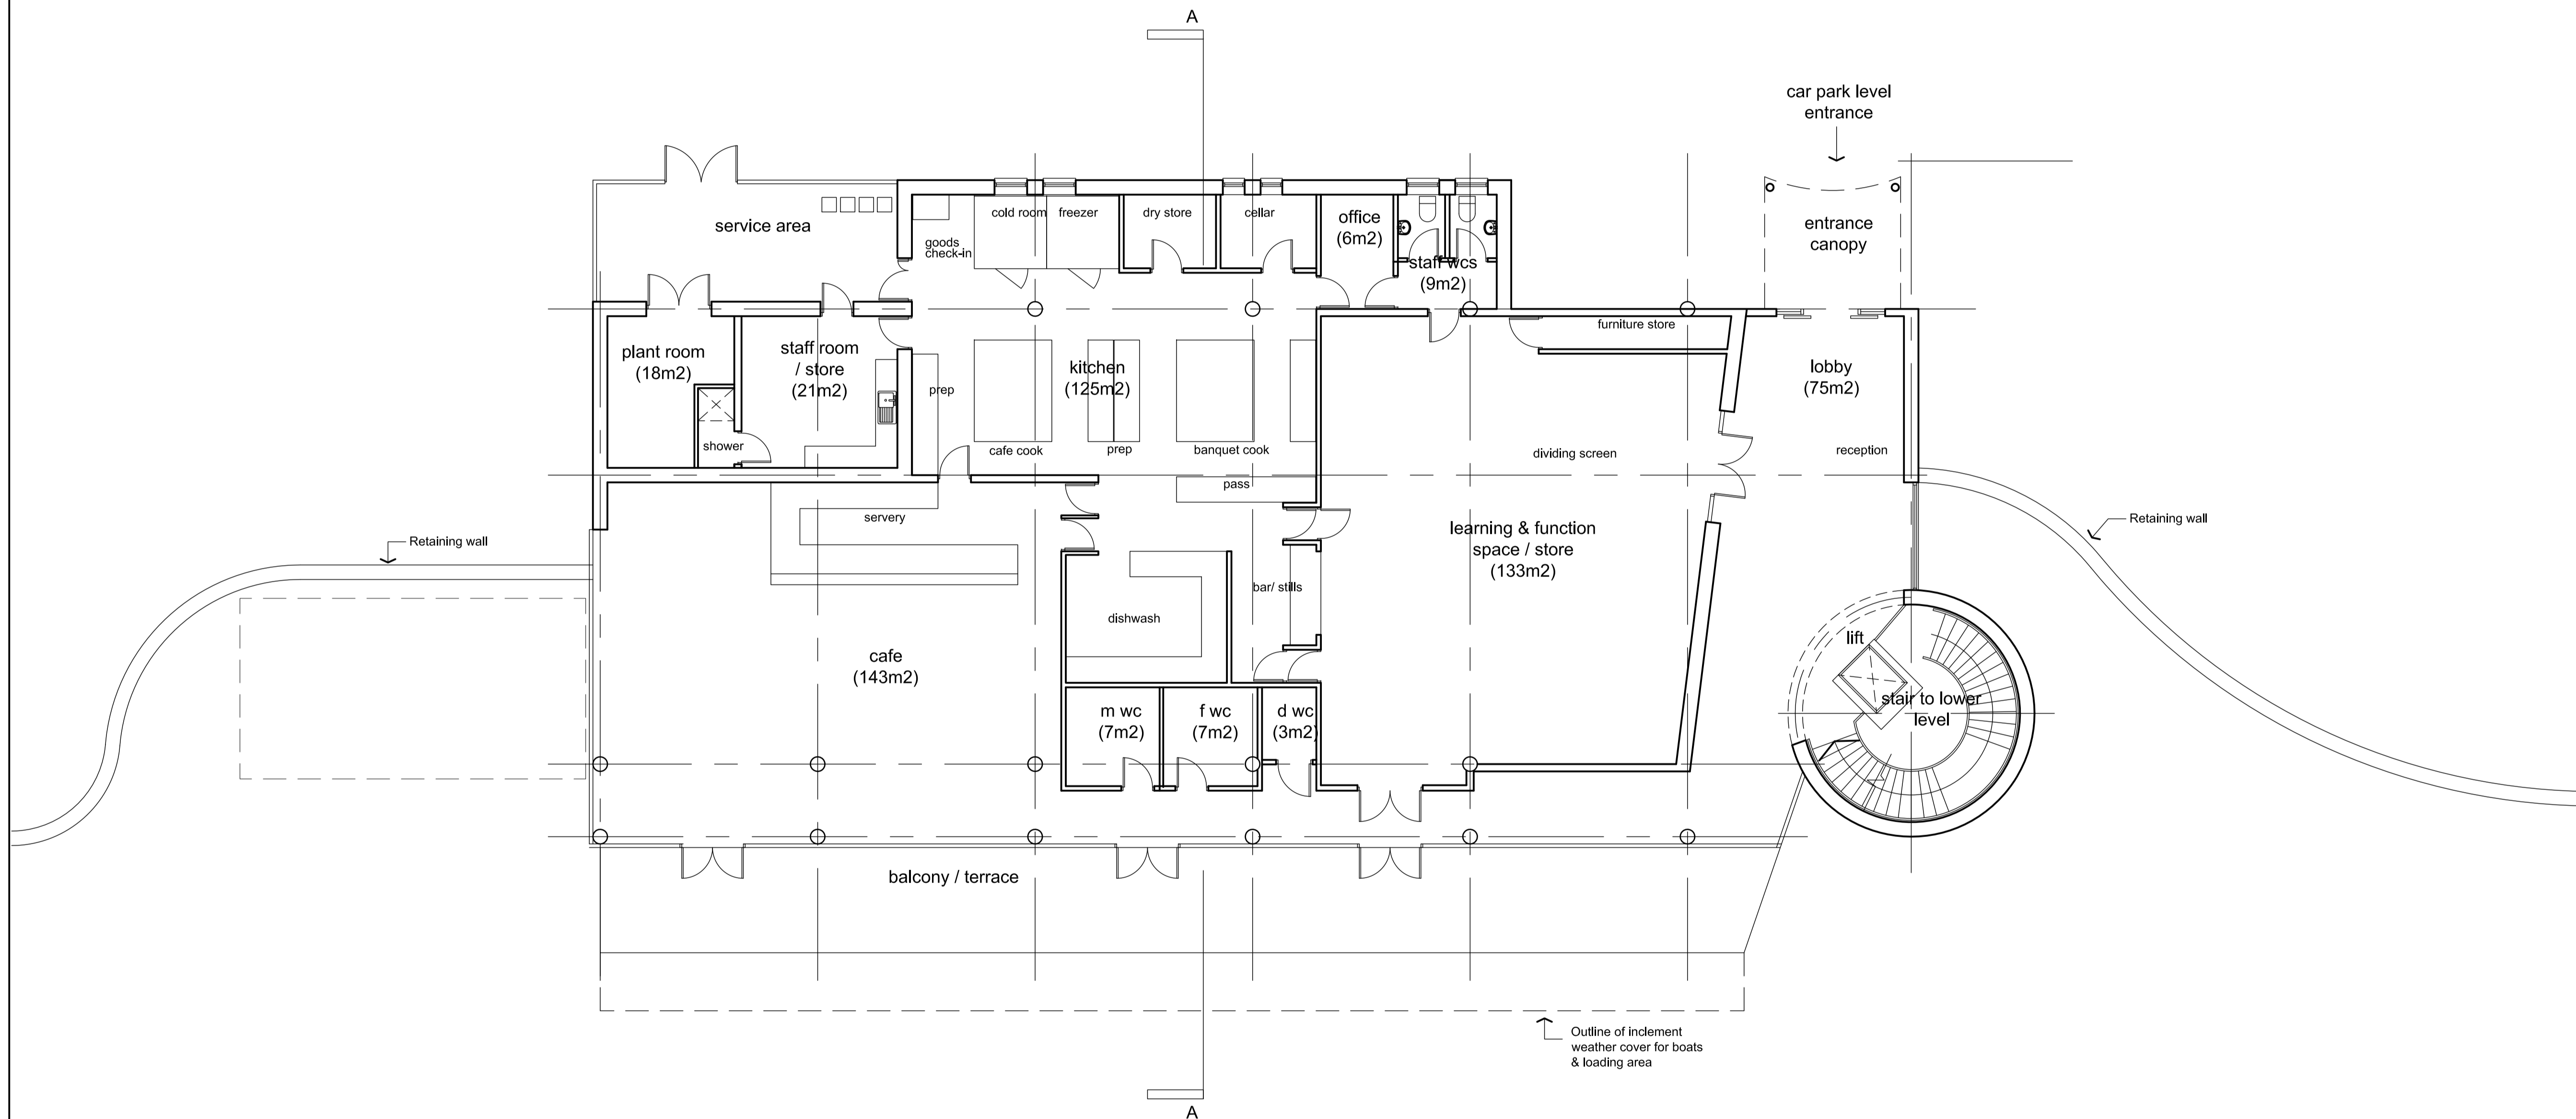 A
car park level
entrance
service area
cold room
freezer
dry store
cellar
office
(6m2)
goods
check-in
entrance
canopy
staff wcs
(9m2)
furniture store
plant room
(18m2)
staff room
/ store
(21m2)
kitchen
(125m2)
lobby
(75m2)
prep
shower
cafe cook
prep
banquet cook
dividing screen
reception
pass
servery
Retaining wall
Retaining wall
learning & function
space / store
(133m2)
bar/ stills
dishwash
lift
cafe
(143m2)
stair to lower
level
m wc
(7m2)
f wc
(7m2)
d wc
(3m2)
balcony / terrace
Outline of inclement
weather cover for boats
& loading area
A